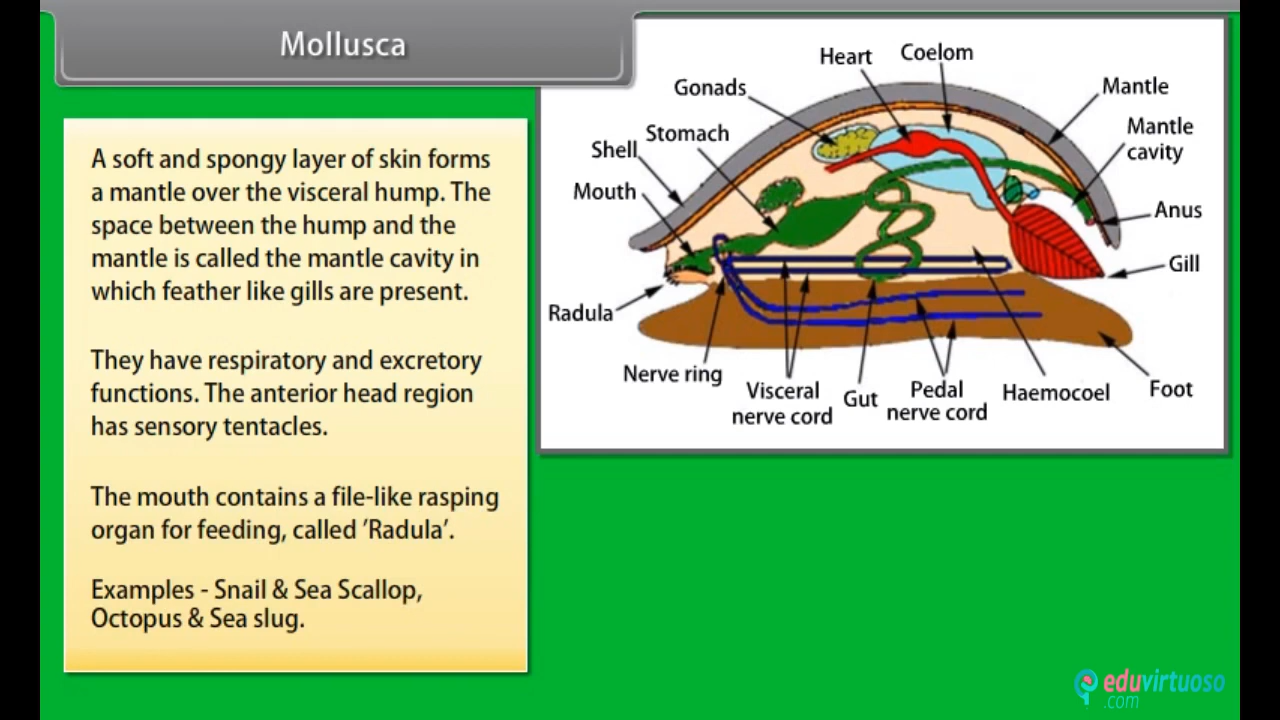 Mollusca
A soft and spongy layer of skin forms
a mantle over the visceral hump. The
space between the hump and the
mantle is called the mantle cavity in
which feather like gills are present.
They have respiratory and excretory
functions. The anterior head region
has sensory tentacles.
The mouth contains a file-like rasping
organ for feeding, called ‘Radula’.
Examples - Snail & Sea Scallop,
Octopus & Sea slug.
Heart
Coelom
Gonads
Mantle
Stomach
Mantle
cavity
Shell
Mouth
Anus
Gill
Radula
Nerve ring
Visceral
nerve cord
Gut
Pedal
nerve cord
Haemocoel
Foot
eduvirtuoso
.com